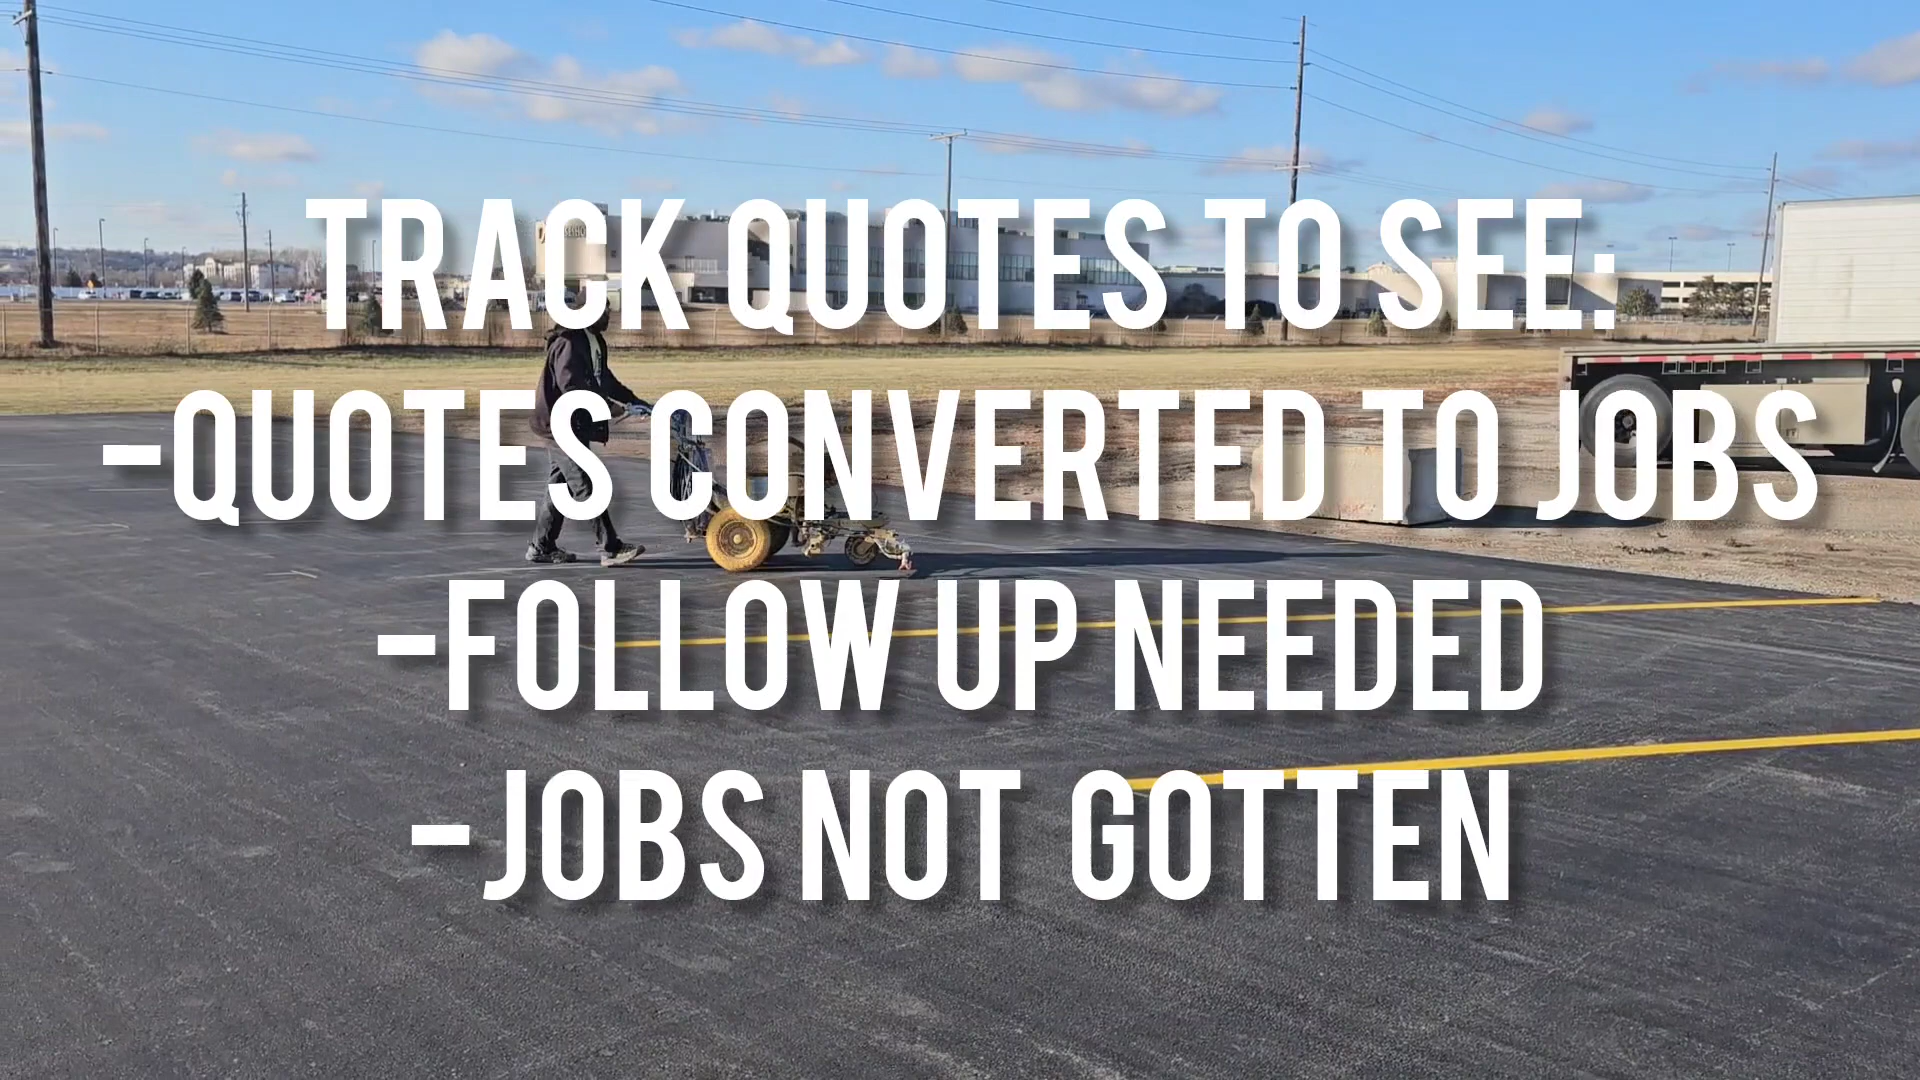 TRACK QUOTES TO SEE:
-QUOTES CONVERTED TO JOBS
-FOLLOW UP NEEDED
-JOBS NOT GOTTEN